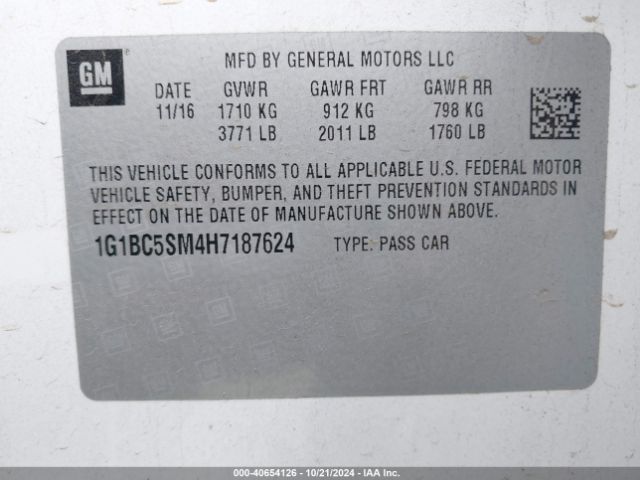 GM
®
MFD BY GENERAL MOTORS LLC
DATE GVWR GAWR FRT GAWR RR
11/16 1710 KG 912 KG 798 KG
3771 LB 2011 LB 1760 LB
THIS VEHICLE CONFORMS TO ALL APPLICABLE U.S. FEDERAL MOTOR
VEHICLE SAFETY, BUMPER, AND THEFT PREVENTION STANDARDS IN
EFFECT ON THE DATE OF MANUFACTURE SHOWN ABOVE.
1G1BC5SM4H7187624 TYPE: PASS CAR
000-40654126 - 10/21/2024 - IAA Inc.